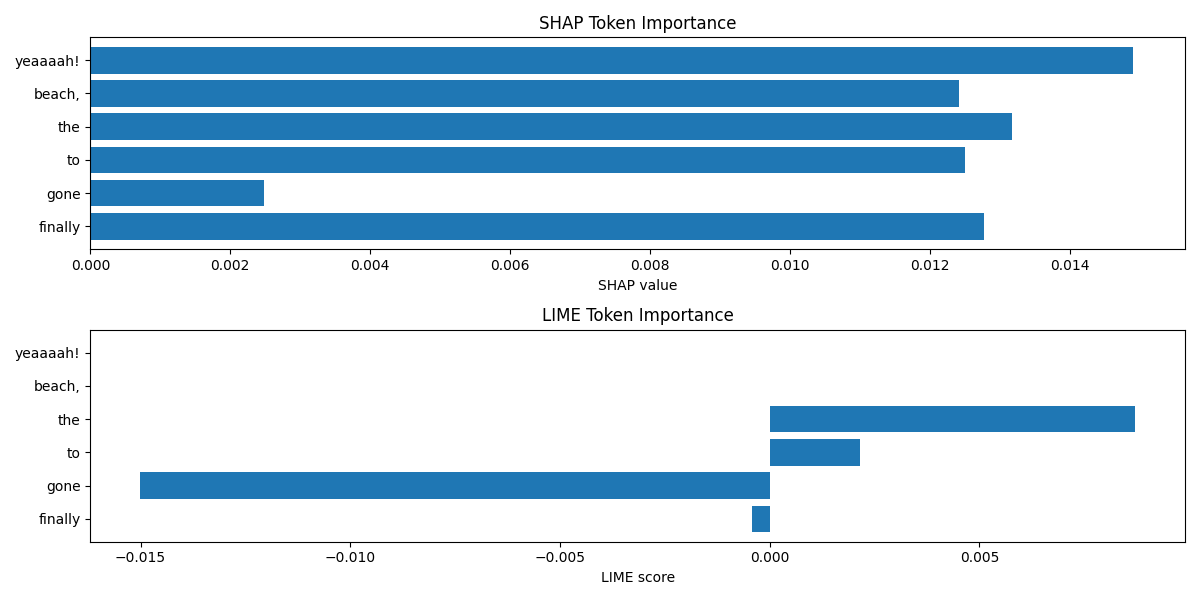 SHAP Token Importance
yeaaaah!
beach,
the
to
gone
finally
0.000 0.002 0.004 0.006 0.008 0.010 0.012 0.014
SHAP value
LIME Token Importance
yeaaaah!
beach,
the
to
gone
finally
−0.015 −0.010 −0.005 0.000 0.005
LIME score